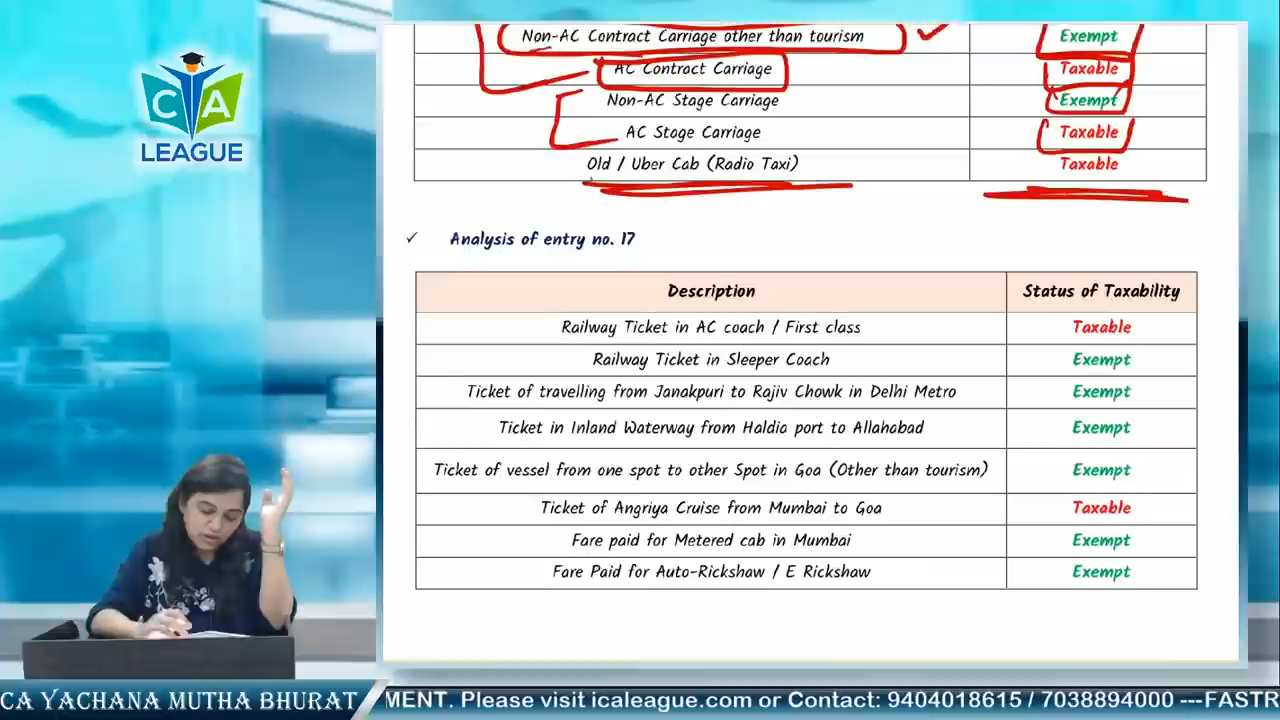 CA
LEAGUE
Non-AC Contract Carriage other than tourism Exempt
AC Contract Carriage Taxable
Non-AC Stage Carriage Exempt
AC Stage Carriage Taxable
Old / Uber Cab (Radio Taxi) Taxable
✓ Analysis of entry no. 17
Description Status of Taxability
Railway Ticket in AC coach / First class Taxable
Railway Ticket in Sleeper Coach Exempt
Ticket of travelling from Janakpuri to Rajiv Chowk in Delhi Metro Exempt
Ticket in Inland Waterway from Haldia port to Allahabad Exempt
Ticket of vessel from one spot to other Spot in Goa (Other than tourism) Exempt
Ticket of Angriya Cruise from Mumbai to Goa Taxable
Fare paid for Metered cab in Mumbai Exempt
Fare Paid for Auto-Rickshaw / E Rickshaw Exempt
CA YACHANA MUTHA BHURAT MENT. Please visit icaleague.com or Contact: 9404018615 / 7038894000 ---FASTR